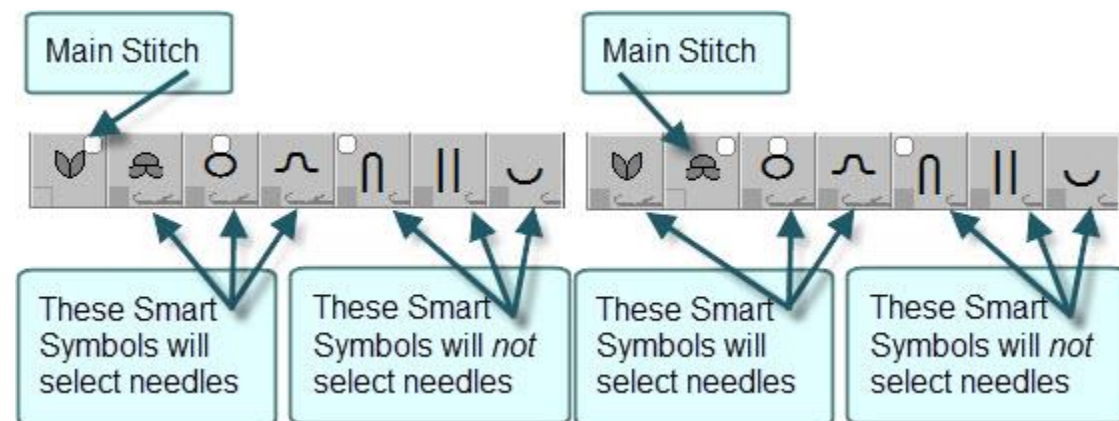 Main Stitch
Main Stitch
These Smart
Symbols will
select needles
These Smart
Symbols will not
select needles
These Smart
Symbols will
select needles
These Smart
Symbols will not
select needles